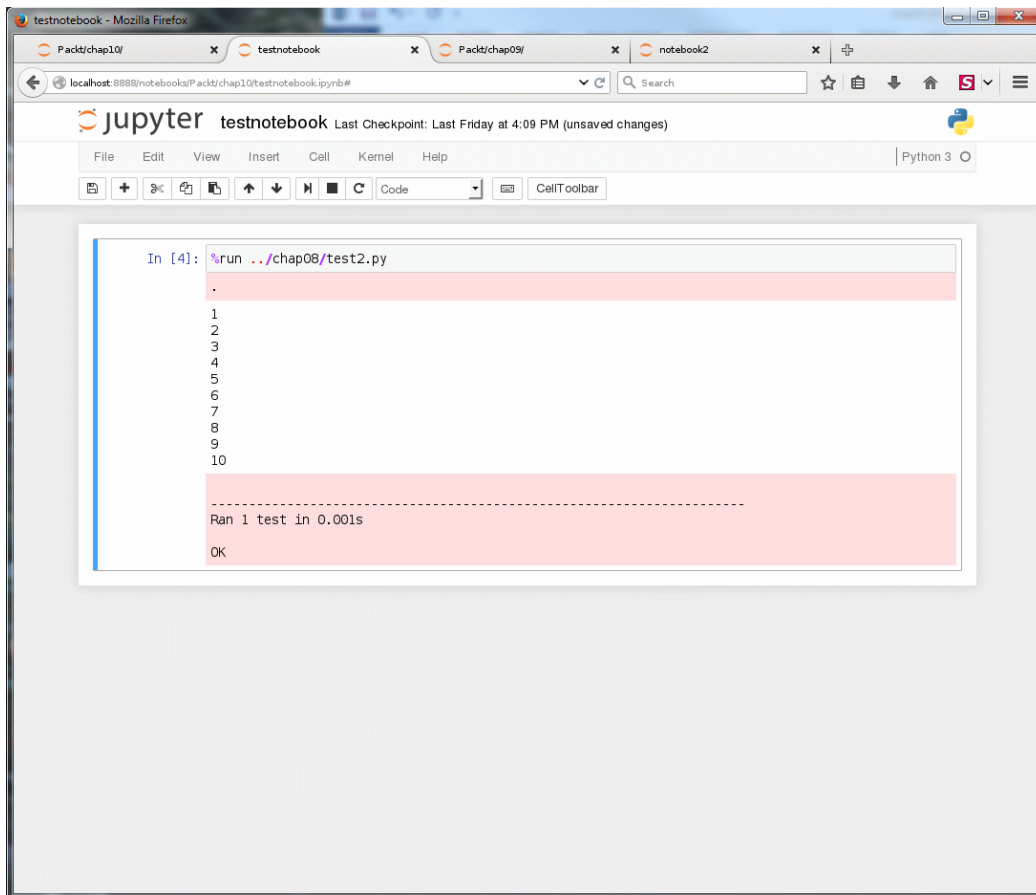 testnotebook - Mozilla Firefox
Packt/chap10/ testnotebook Packt/chap09/ notebook2
localhost:8888/notebooks/Packt/chap10/testnotebook.ipynb# Search
jupyter testnotebook Last Checkpoint: Last Friday at 4:09 PM (unsaved changes)
File Edit View Insert Cell Kernel Help Python 3
Code CellToolbar
In [4]: %run ../chap08/test2.py
.
1
2
3
4
5
6
7
8
9
10
----------------------------------------------------------------------
Ran 1 test in 0.001s
OK